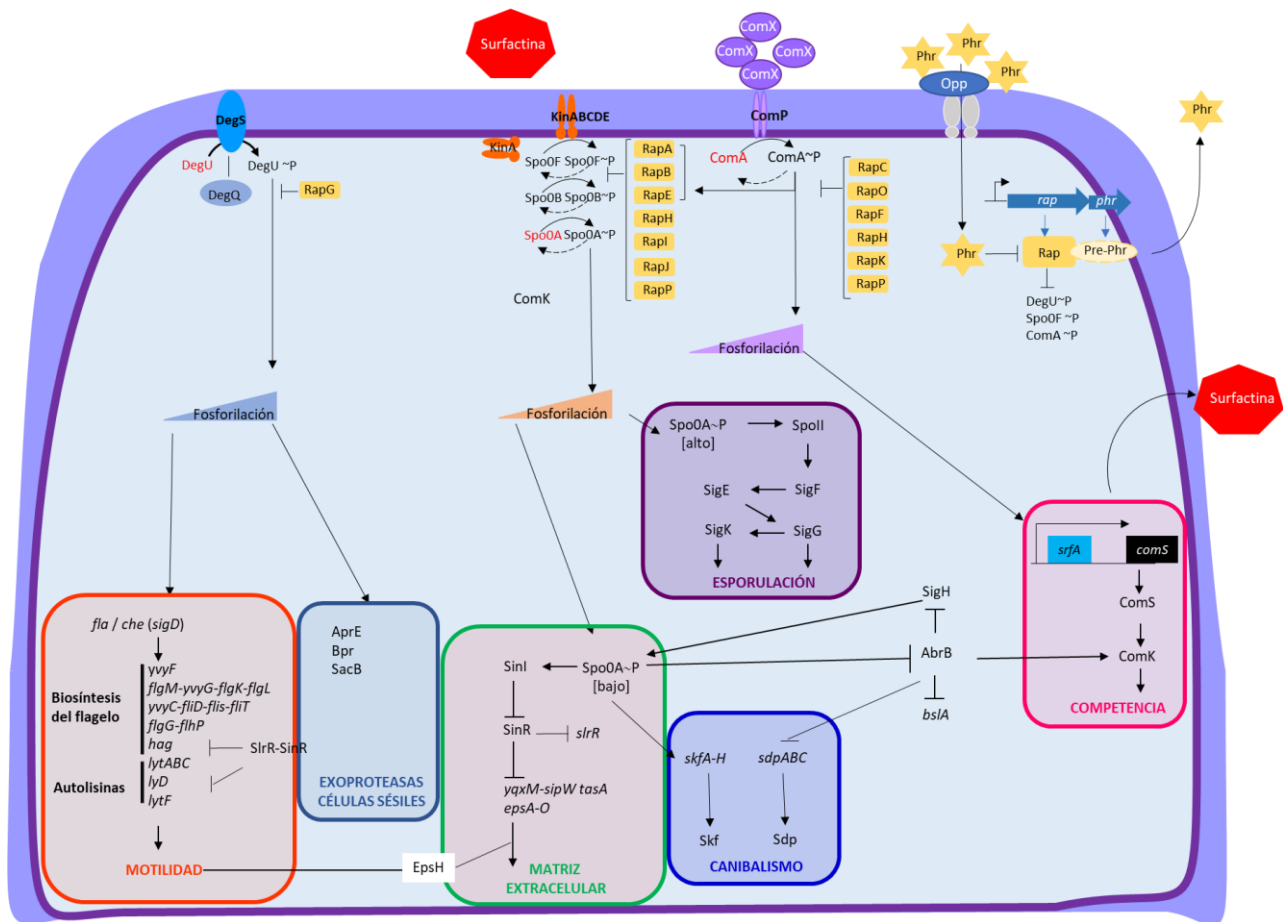 Surfactina
ComX
ComX
ComX
ComX
Phr
Phr
Phr
Opp
Phr
DegS
DegU
DegU ~P
DegQ
RapG
KinABCDE
KinA
Spo0F Spo0F~P
Spo0B Spo0B~P
Spo0A Spo0A~P
ComK
RapA
RapB
RapE
RapH
RapI
RapJ
RapP
ComP
ComA
ComA~P
RapC
RapO
RapF
RapH
RapK
RapP
rap
phr
Phr
Rap
Pre-Phr
DegU~P
Spo0F ~P
ComA ~P
Fosforilación
Fosforilación
Fosforilación
Surfactina
Spo0A~P
[alto]
SpoII
SigE
SigF
SigK
SigG
ESPORULACIÓN
srfA
comS
ComS
ComK
COMPETENCIA
fla / che (sigD)
Biosíntesis
del flagelo
yvyF
flgM-yvyG-flgK-flgL
yvyC-fliD-flis-fliT
flgG-flhP
hag
SlrR-SinR
Autolisinas
lytABC
lyD
lytF
MOTILIDAD
AprE
Bpr
SacB
EXOPROTEASAS
CÉLULAS SÉSILES
SinI
Spo0A~P
[bajo]
SinR
slrR
yqxM-sipW tasA
epsA-O
EpsH
MATRIZ
EXTRACELULAR
SigH
AbrB
bslA
skfA-H
sdpABC
Skf
Sdp
CANIBALISMO